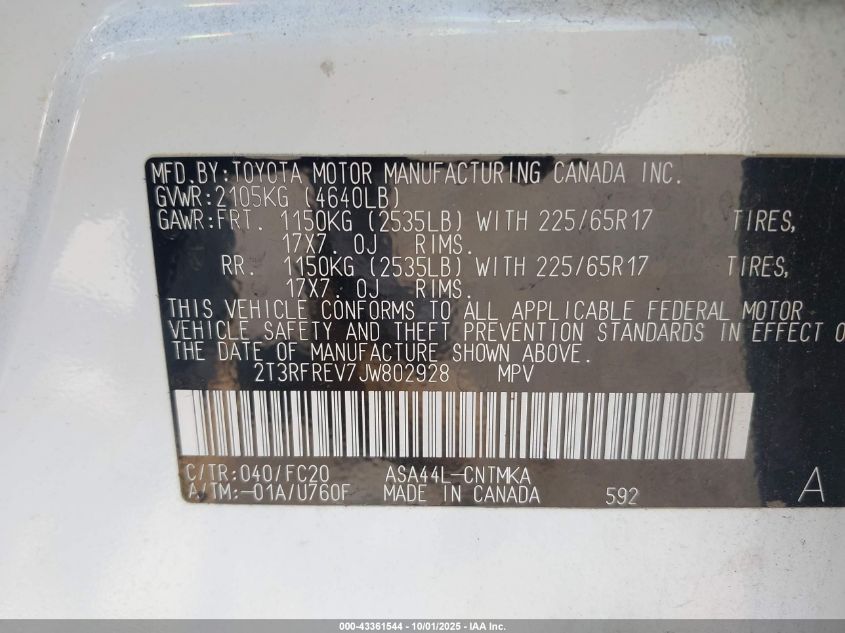 MFD.BY:TOYOTA MOTOR MANUFACTURING CANADA INC.
GVWR:2105KG (4640LB)
GAWR:FRT. 1150KG (2535LB) WITH 225/65R17 TIRES,
17X7. 0J RIMS.
RR. 1150KG (2535LB) WITH 225/65R17 TIRES,
17X7. 0J RIMS.
THIS VEHICLE CONFORMS TO ALL APPLICABLE FEDERAL MOTOR
VEHICLE SAFETY AND THEFT PREVENTION STANDARDS IN EFFECT O
THE DATE OF MANUFACTURE SHOWN ABOVE.
2T3RFREV7JW802928 MPV
C/TR:040/FC20 ASA44L-CNTMKA
A/TM:-01A/U760F MADE IN CANADA 592 A
000-43361544 - 10/01/2025 - IAA Inc.